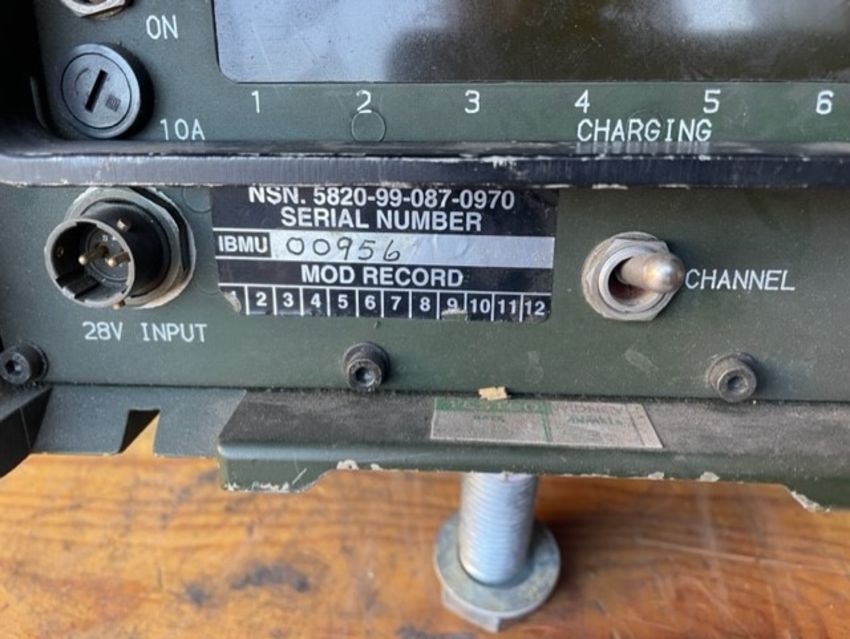 ON
10A
1 2 3 4 5 6
CHARGING
NSN. 5820-99-087-0970
SERIAL NUMBER
IBMU 00956
MOD RECORD
1 2 3 4 5 6 7 8 9 10 11 12
CHANNEL
28V INPUT